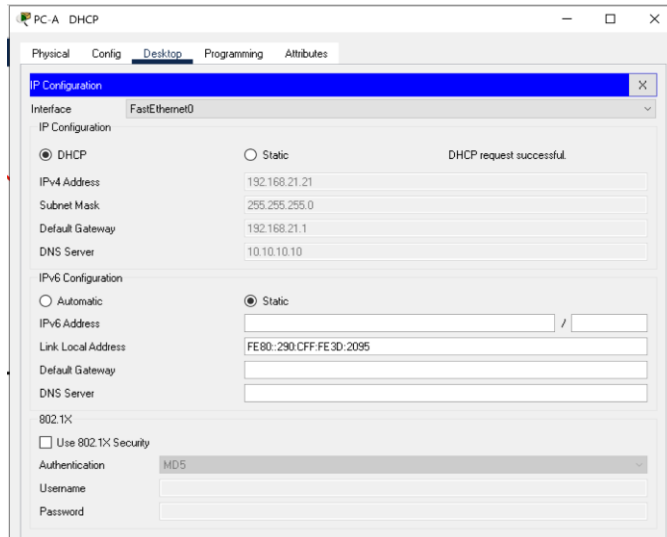 PC-A DHCP
Physical Config Desktop Programming Attributes
IP Configuration X
Interface FastEthernet0
IP Configuration
DHCP Static DHCP request successful.
IPv4 Address 192.168.21.21
Subnet Mask 255.255.255.0
Default Gateway 192.168.21.1
DNS Server 10.10.10.10
IPv6 Configuration
Automatic Static
IPv6 Address /
Link Local Address FE80::290:CFF:FE3D:2095
Default Gateway
DNS Server
802.1X
Use 802.1X Security
Authentication MD5
Username
Password